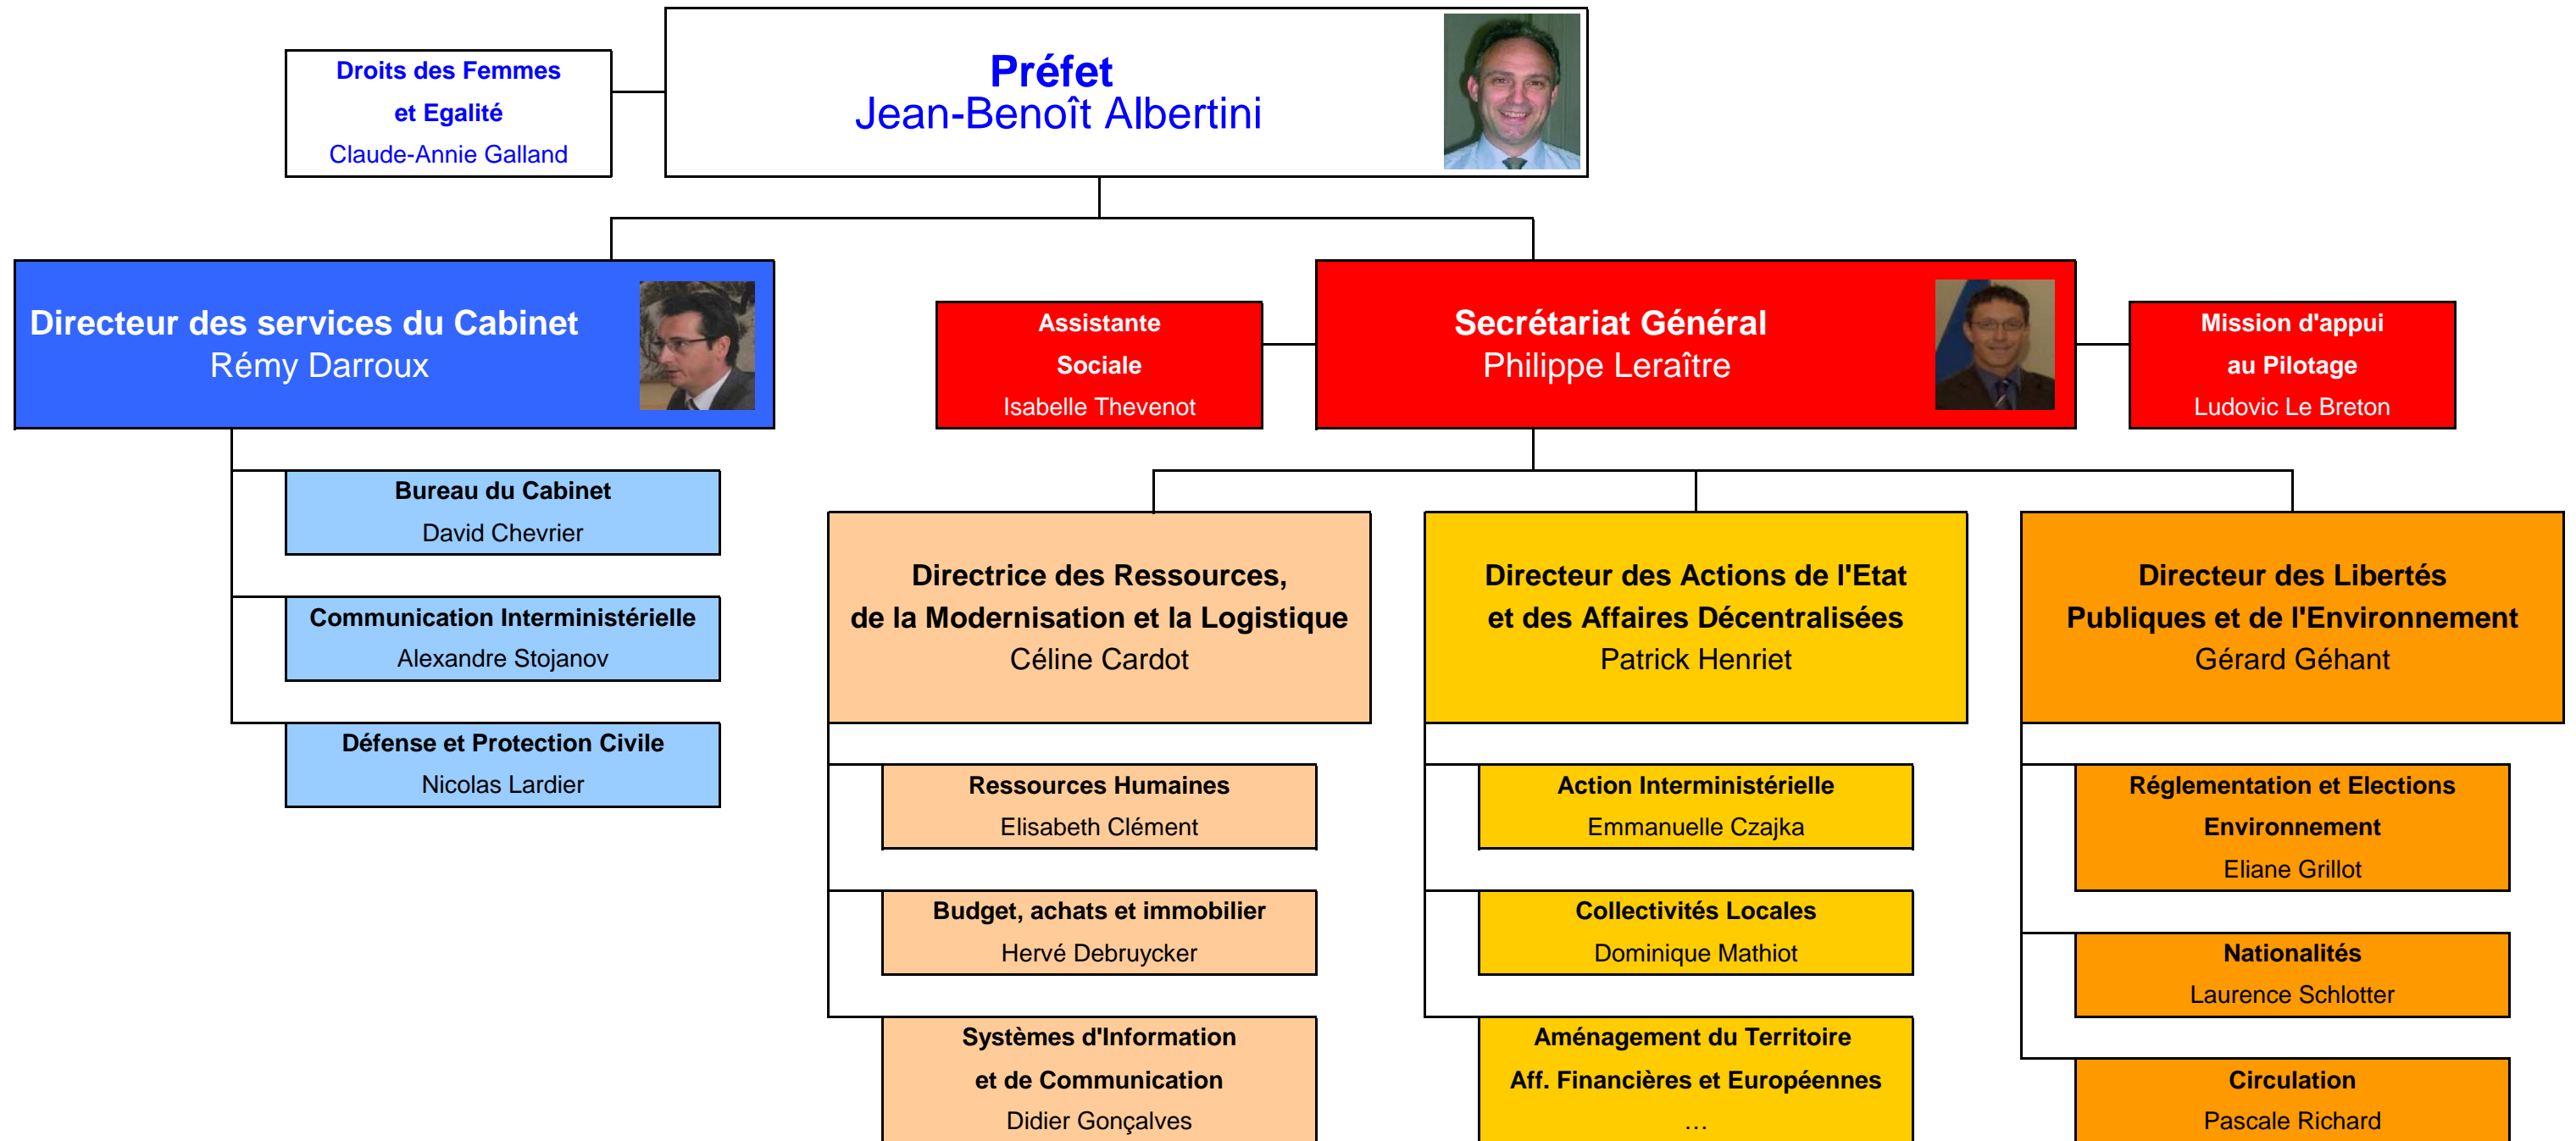 Droits des Femmes
et Egalité
Claude-Annie Galland
Préfet
Jean-Benoît Albertini
Directeur des services du Cabinet
Rémy Darroux
Assistante
Sociale
Isabelle Thevenot
Secrétariat Général
Philippe Leraître
Mission d'appui
au Pilotage
Ludovic Le Breton
Bureau du Cabinet
David Chevrier
Communication Interministérielle
Alexandre Stojanov
Défense et Protection Civile
Nicolas Lardier
Directrice des Ressources,
de la Modernisation et la Logistique
Céline Cardot
Ressources Humaines
Elisabeth Clément
Budget, achats et immobilier
Hervé Debruycker
Systèmes d'Information
et de Communication
Didier Gonçalves
Directeur des Actions de l'Etat
et des Affaires Décentralisées
Patrick Henriet
Action Interministérielle
Emmanuelle Czajka
Collectivités Locales
Dominique Mathiot
Aménagement du Territoire
Aff. Financières et Européennes
…
Directeur des Libertés
Publiques et de l'Environnement
Gérard Géhant
Réglementation et Elections
Environnement
Eliane Grillot
Nationalités
Laurence Schlotter
Circulation
Pascale Richard